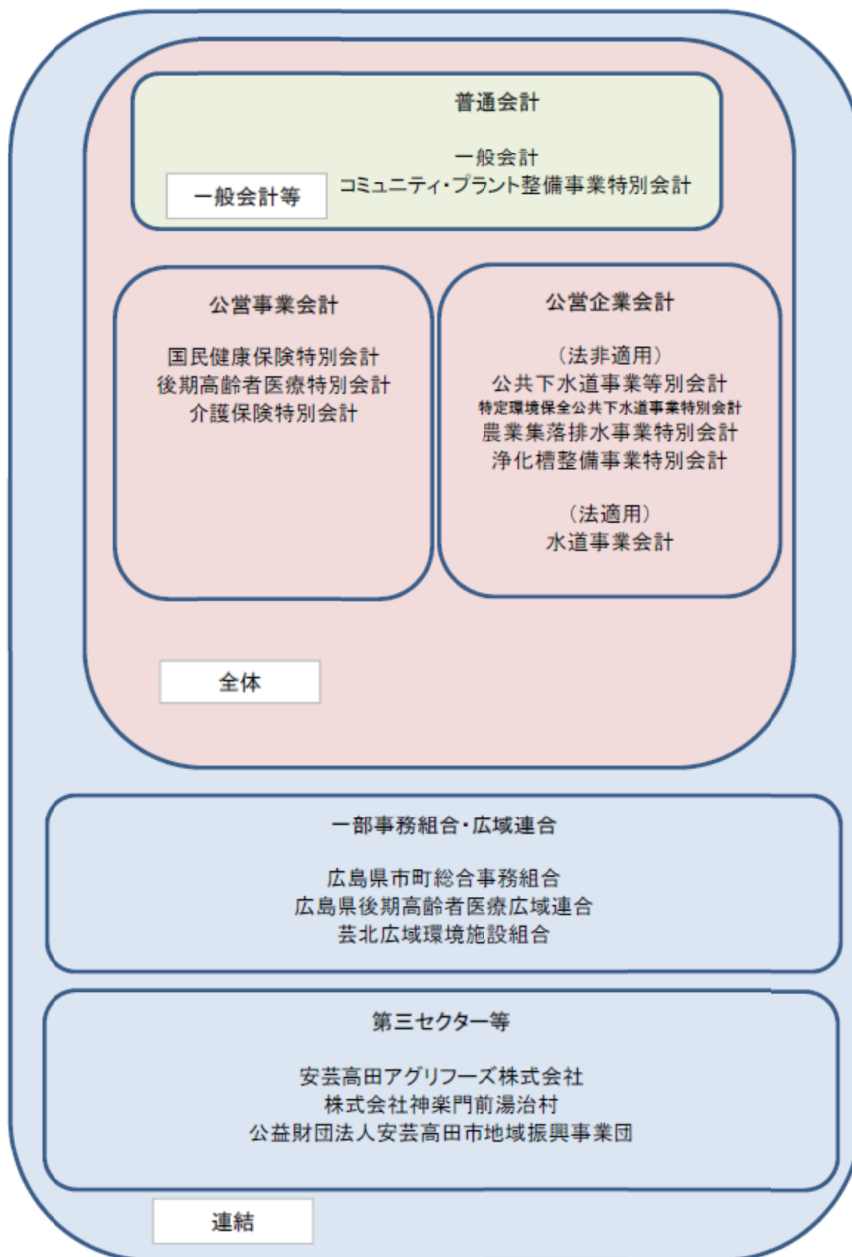 普通会計
一般会計
コミュニティ・プラント整備事業特別会計
一般会計等
公営事業会計
国民健康保険特別会計
後期高齢者医療特別会計
介護保険特別会計
公営企業会計
（法非適用）
公共下水道事業等別会計
特定環境保全公共下水道事業特別会計
農業集落排水事業特別会計
浄化槽整備事業特別会計
（法適用）
水道事業会計
全体
一部事務組合・広域連合
広島県市町総合事務組合
広島県後期高齢者医療広域連合
芸北広域環境施設組合
第三セクター等
安芸高田アグリフーズ株式会社
株式会社神楽門前湯治村
公益財団法人安芸高田市地域振興事業団
連結